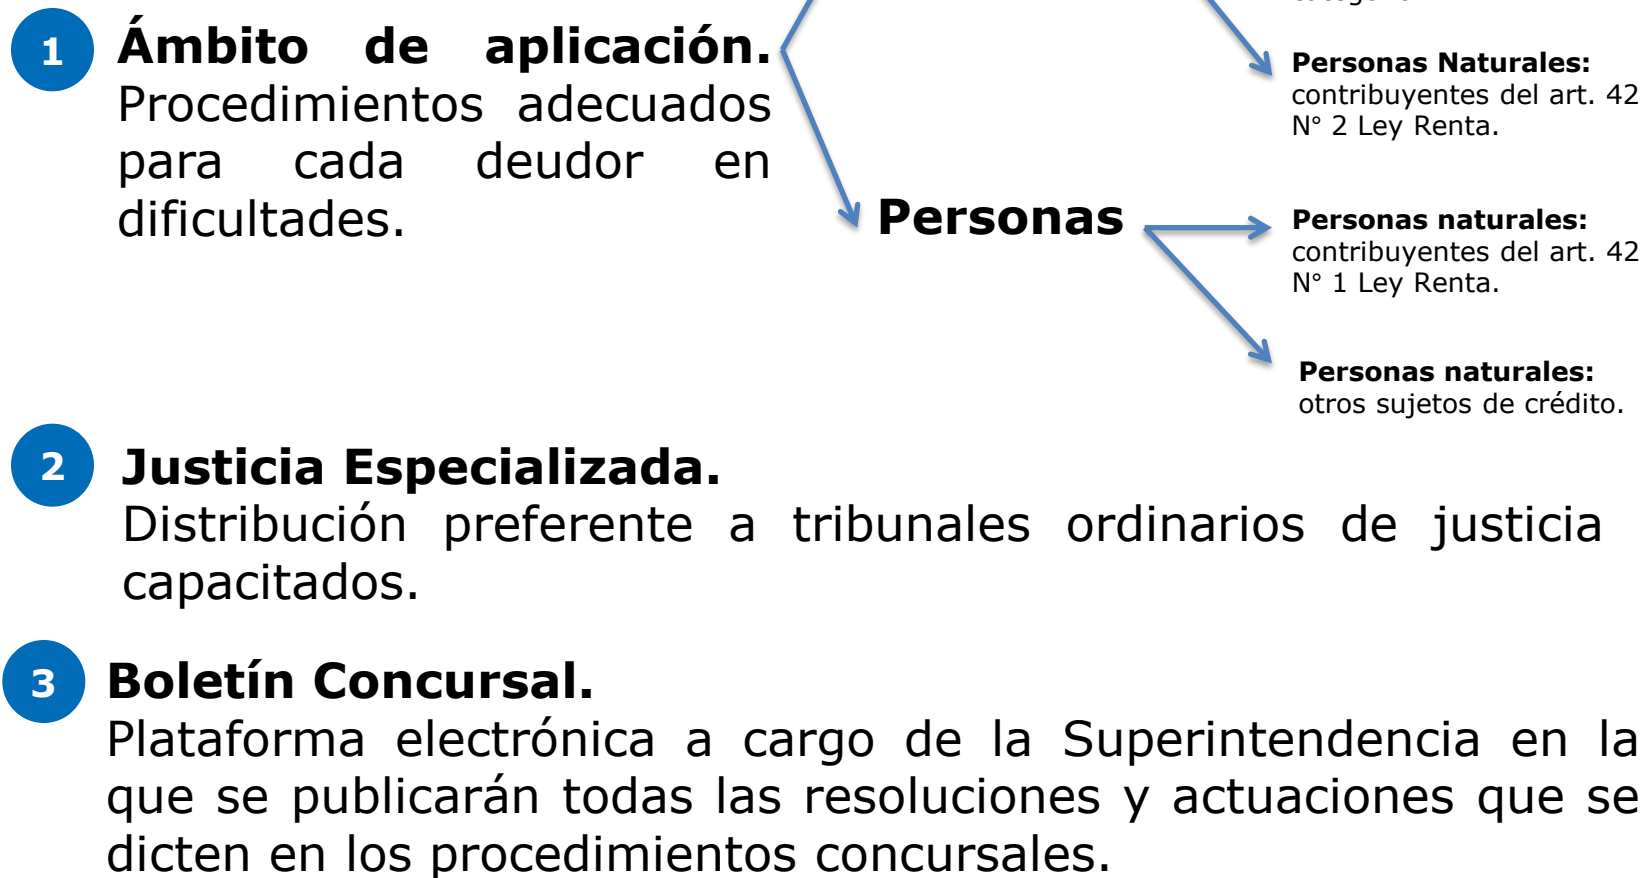 1
Ámbito de aplicación.
Procedimientos adecuados
para cada deudor en
dificultades.
Personas Naturales:
contribuyentes del art. 42
N° 2 Ley Renta.
Personas
Personas naturales:
contribuyentes del art. 42
N° 1 Ley Renta.
Personas naturales:
otros sujetos de crédito.
2
Justicia Especializada.
Distribución preferente a tribunales ordinarios de justicia
capacitados.
3
Boletín Concursal.
Plataforma electrónica a cargo de la Superintendencia en la
que se publicarán todas las resoluciones y actuaciones que se
dicten en los procedimientos concursales.